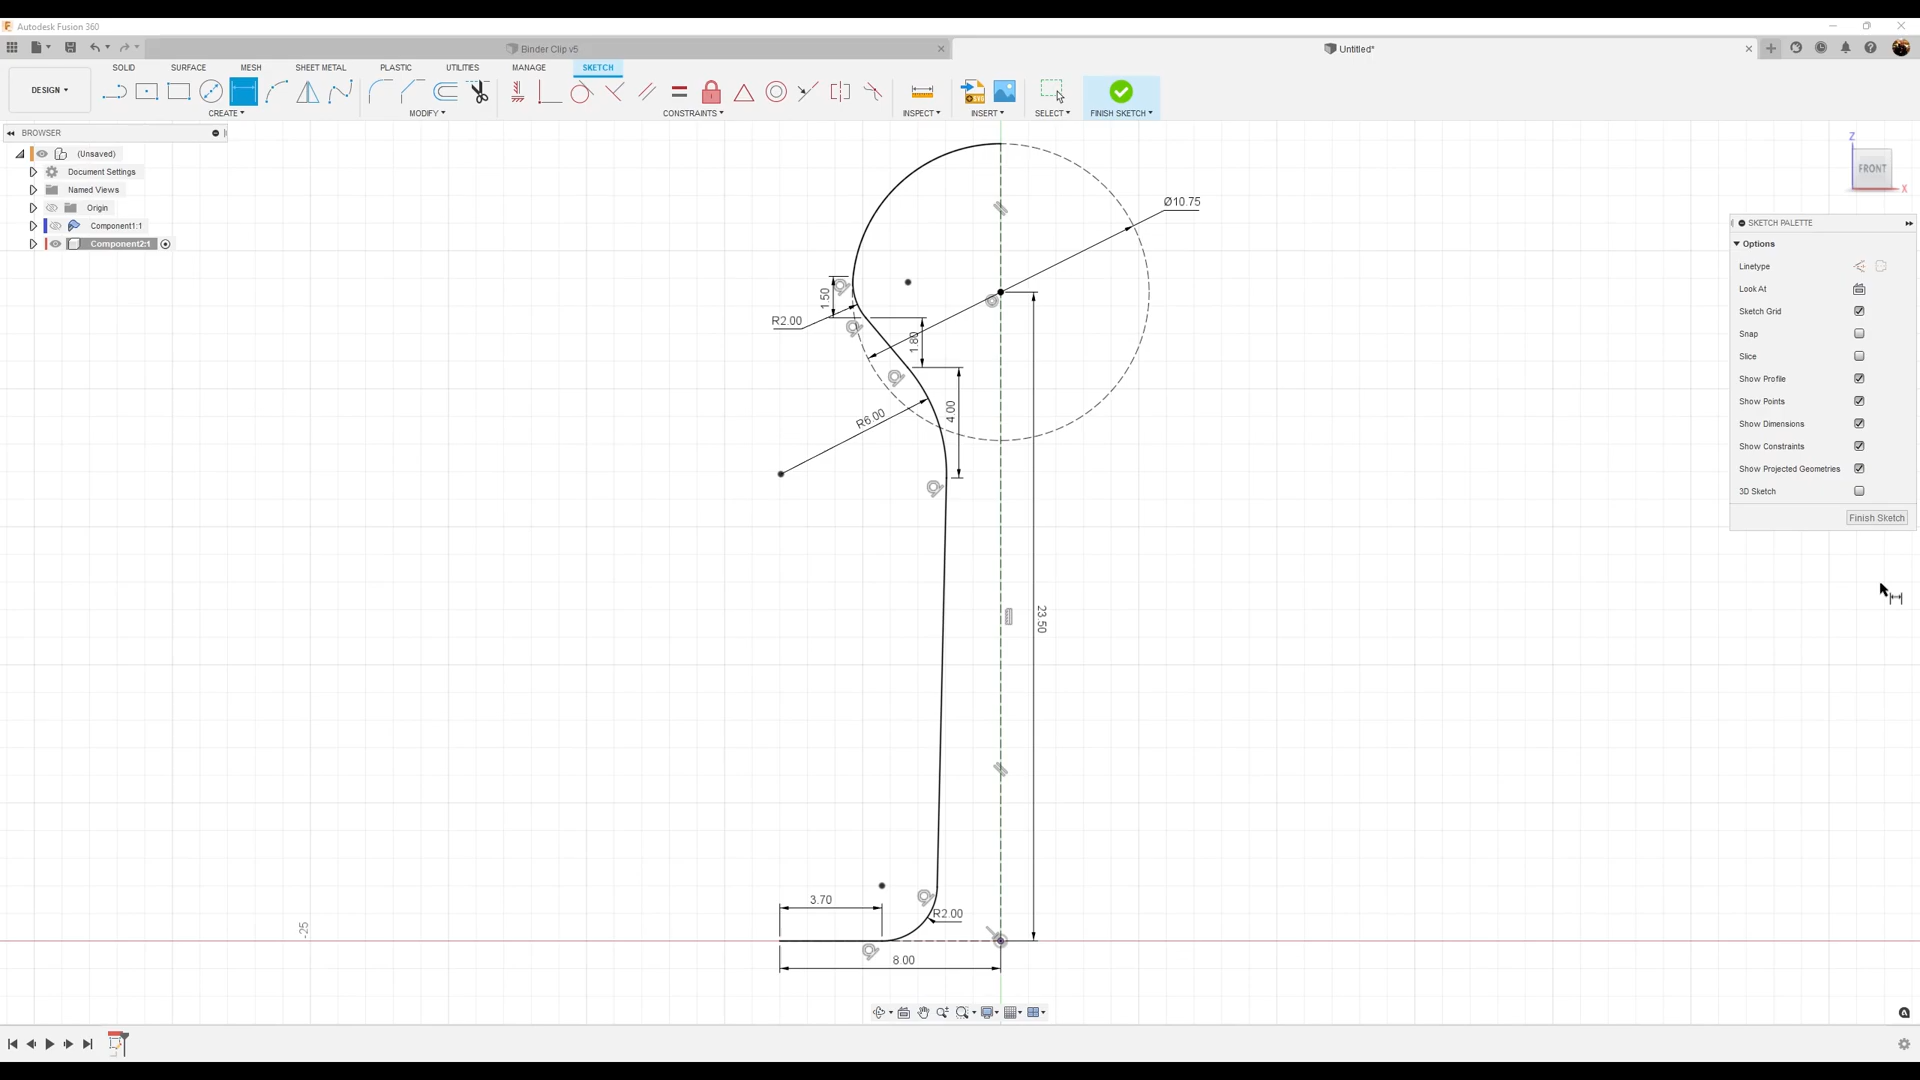 Autodesk Fusion 360
Binder Clip v5
Untitled*
DESIGN
SOLID
SURFACE
MESH
SHEET METAL
PLASTIC
UTILITIES
MANAGE
SKETCH
CREATE
MODIFY
CONSTRAINTS
INSPECT
INSERT
SELECT
FINISH SKETCH
BROWSER
(Unsaved)
Document Settings
Named Views
Origin
Component1:1
Component2:1
Z
FRONT
X
SKETCH PALETTE
Options
Linetype
Look At
Sketch Grid
Snap
Slice
Show Profile
Show Points
Show Dimensions
Show Constraints
Show Projected Geometries
3D Sketch
Finish Sketch
Ø10.75
1.50
R2.00
1.80
4.00
R6.00
23.50
3.70
R2.00
8.00
-25